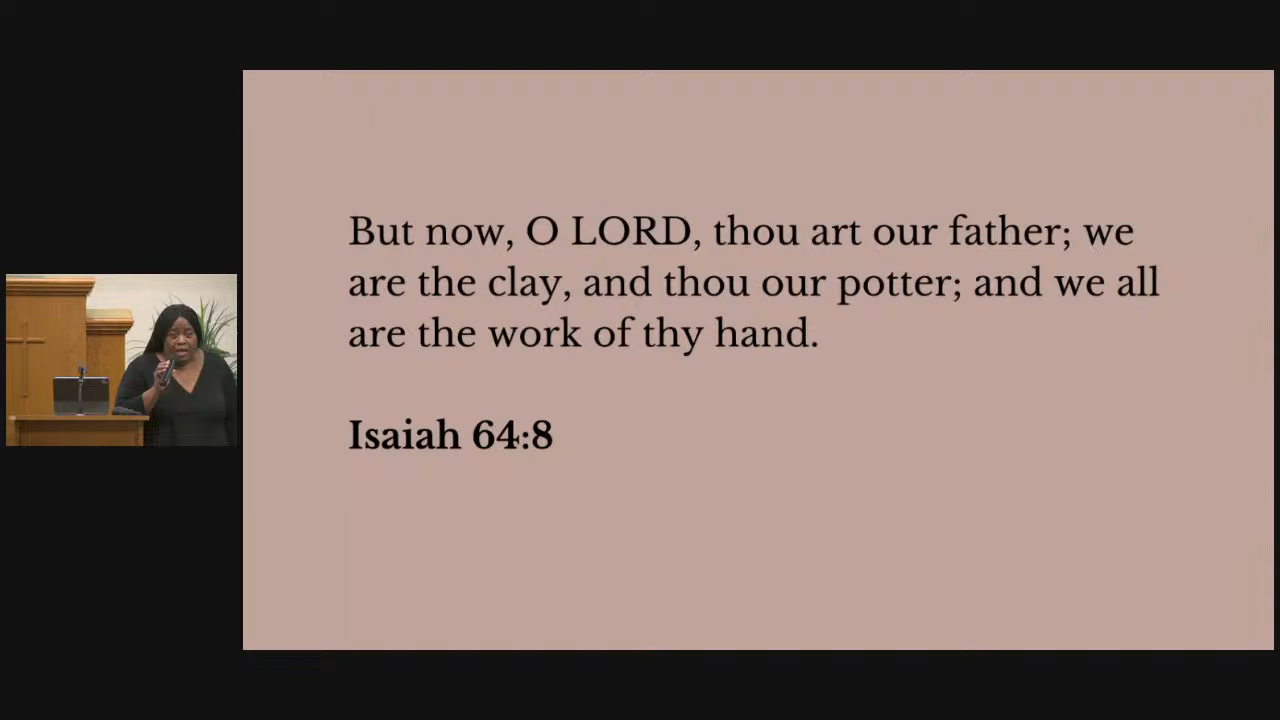 But now, O LORD, thou art our father; we
are the clay, and thou our potter; and we all
are the work of thy hand.
Isaiah 64:8